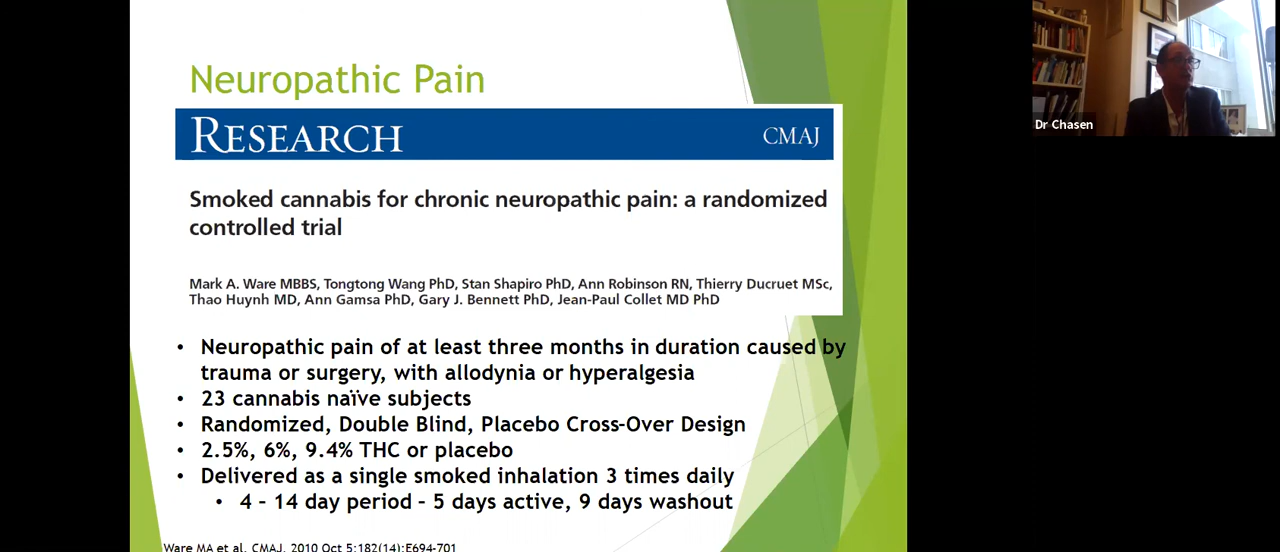 Neuropathic Pain
RESEARCH
CMAJ
Smoked cannabis for chronic neuropathic pain: a randomized
controlled trial
Mark A. Ware MBBS, Tongtong Wang PhD, Stan Shapiro PhD, Ann Robinson RN, Thierry Ducruet MSc,
Thao Huynh MD, Ann Gamsa PhD, Gary J. Bennett PhD, Jean-Paul Collet MD PhD
• Neuropathic pain of at least three months in duration caused by
trauma or surgery, with allodynia or hyperalgesia
• 23 cannabis naïve subjects
• Randomized, Double Blind, Placebo Cross-Over Design
• 2.5%, 6%, 9.4% THC or placebo
• Delivered as a single smoked inhalation 3 times daily
• 4 – 14 day period – 5 days active, 9 days washout
Ware MA et al. CMAJ. 2010 Oct 5;182(14):E694-701
Dr Chasen